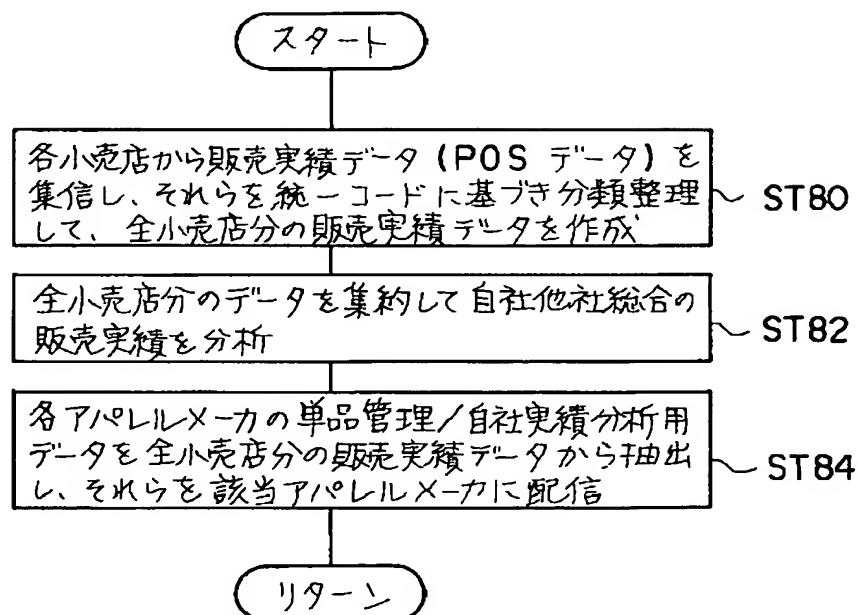 スタート
各小売店から販売実績データ(POS データ)を
集信し、それらを統一コードに基づき分類整理
して、全小売店分の販売実績データを作成
ST80
全小売店分のデータを集約して自社他社総合の
販売実績を分析
ST82
各アパレルメーカの単品管理/自社実績分析用
データを全小売店分の販売実績データから抽出
し、それらを該当アパレルメーカに配信
ST84
リターン